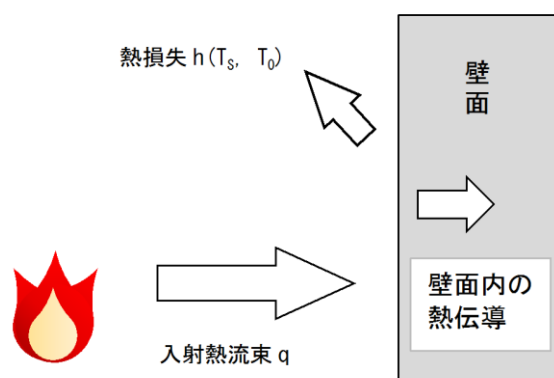 熱損失 h(Ts, T0)
壁
面
壁面内の
熱伝導
入射熱流束 q